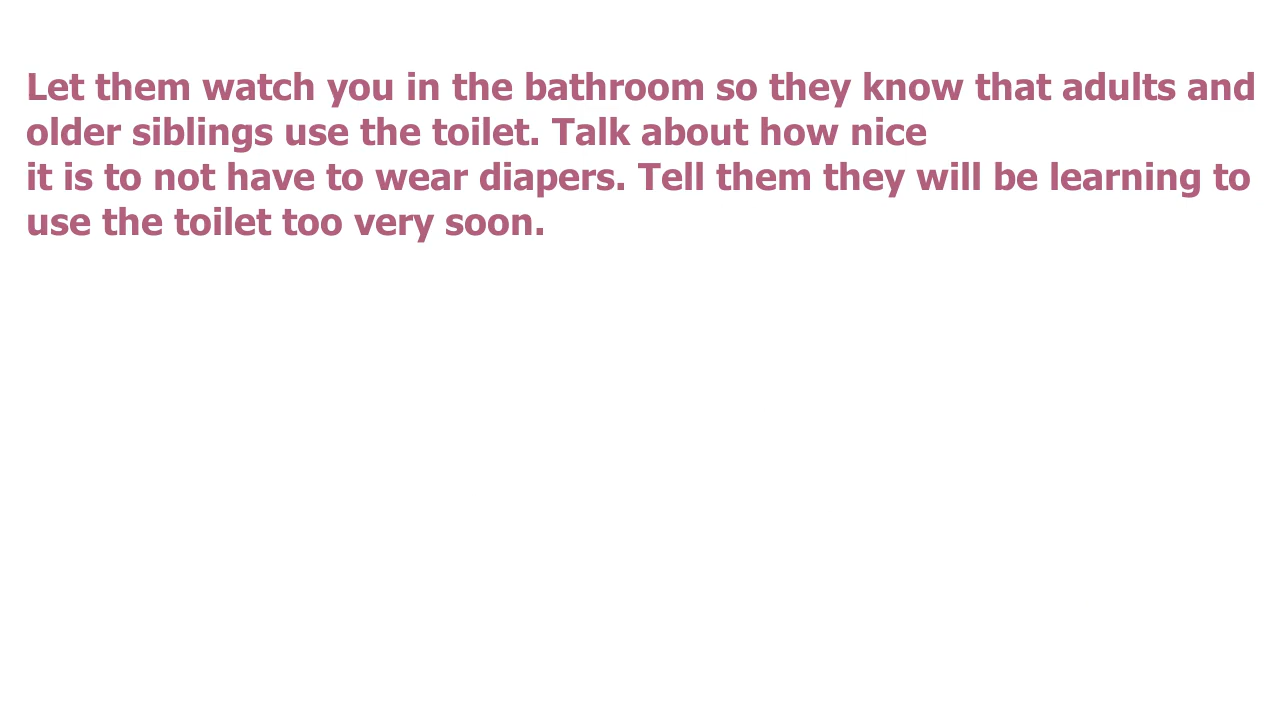 Let them watch you in the bathroom so they know that adults and
older siblings use the toilet. Talk about how nice
it is to not have to wear diapers. Tell them they will be learning to
use the toilet too very soon.